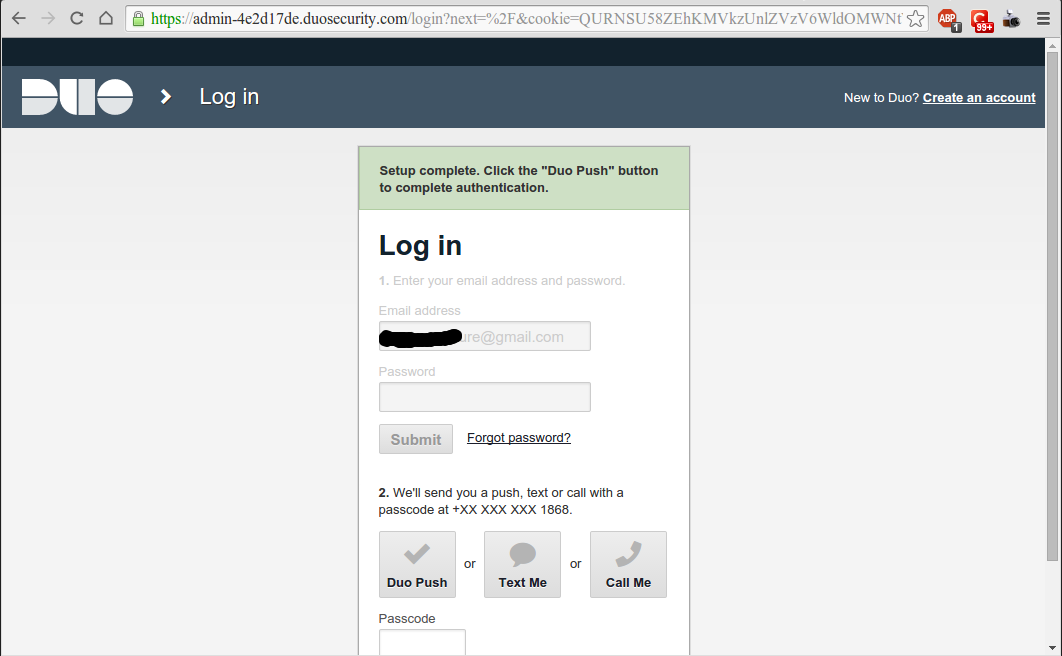 https://admin-4e2d17de.duosecurity.com/login?next=%2F&cookie=QURNSU58ZEhKMVkzUnlZVzV6WldOMWNt
ABP
1
99+
DUO
Log in
New to Duo? Create an account
Setup complete. Click the "Duo Push" button
to complete authentication.
Log in
1. Enter your email address and password.
Email address
ure@gmail.com
Password
Submit
Forgot password?
2. We'll send you a push, text or call with a
passcode at +XX XXX XXX 1868.
Duo Push
or
Text Me
or
Call Me
Passcode